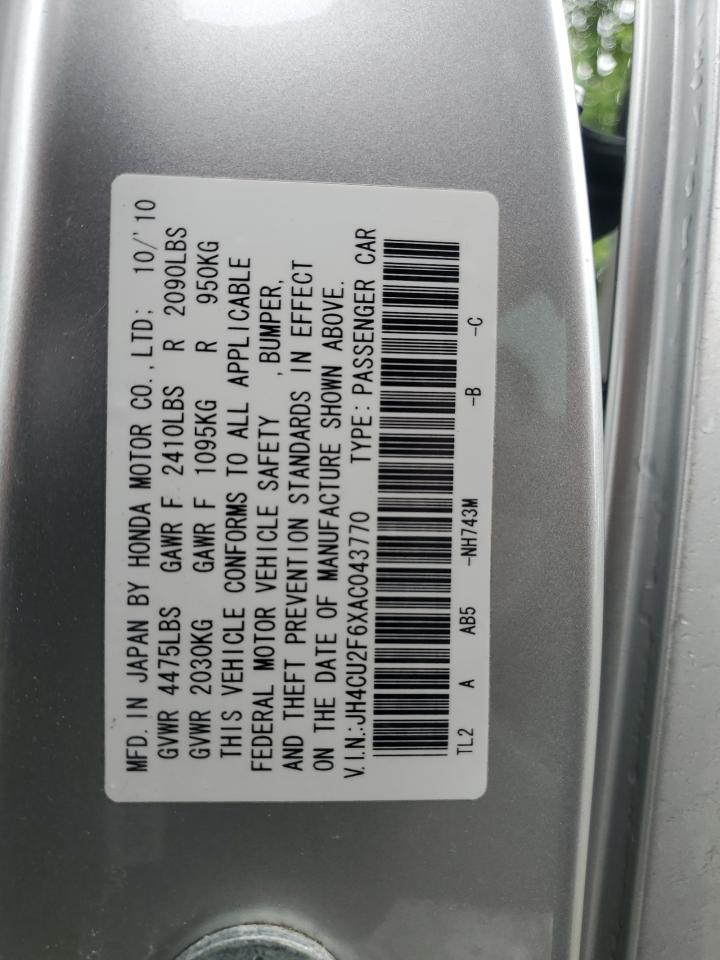 MFD. IN JAPAN BY HONDA MOTOR CO., LTD; 10/'10
GVWR 4475LBS GAWR F 2410LBS R 2090LBS
GVWR 2030KG GAWR F 1095KG R 950KG
THIS VEHICLE CONFORMS TO ALL APPLICABLE
FEDERAL MOTOR VEHICLE SAFETY ,BUMPER,
AND THEFT PREVENTION STANDARDS IN EFFECT
ON THE DATE OF MANUFACTURE SHOWN ABOVE.
V.I.N.:JH4CU2F6XAC043770 TYPE: PASSENGER CAR
TL2 A AB5 -NH743M -B -C